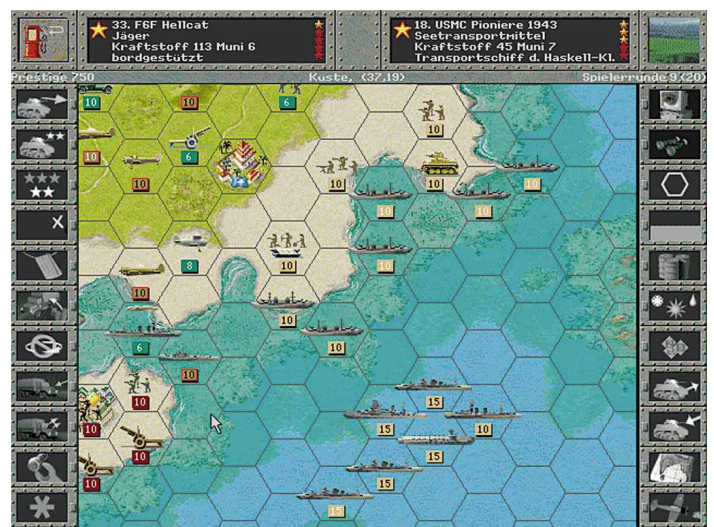 33. F6F Hellcat
Jäger
Kraftstoff 113 Muni 6
bordgestützt
18. USMC Pioniere 1943
Seetransportmittel
Kraftstoff 45 Muni 7
Transportschiff d. Haskell-Kl.
Prestige 750
Küste, (37,19)
Spielerrunde 9 (20)
10
10
6
10
10
6
10
10
10
10
10
10
10
8
10
10
10
10
6
10
10
10
15
10
15
10
15
10
15
15